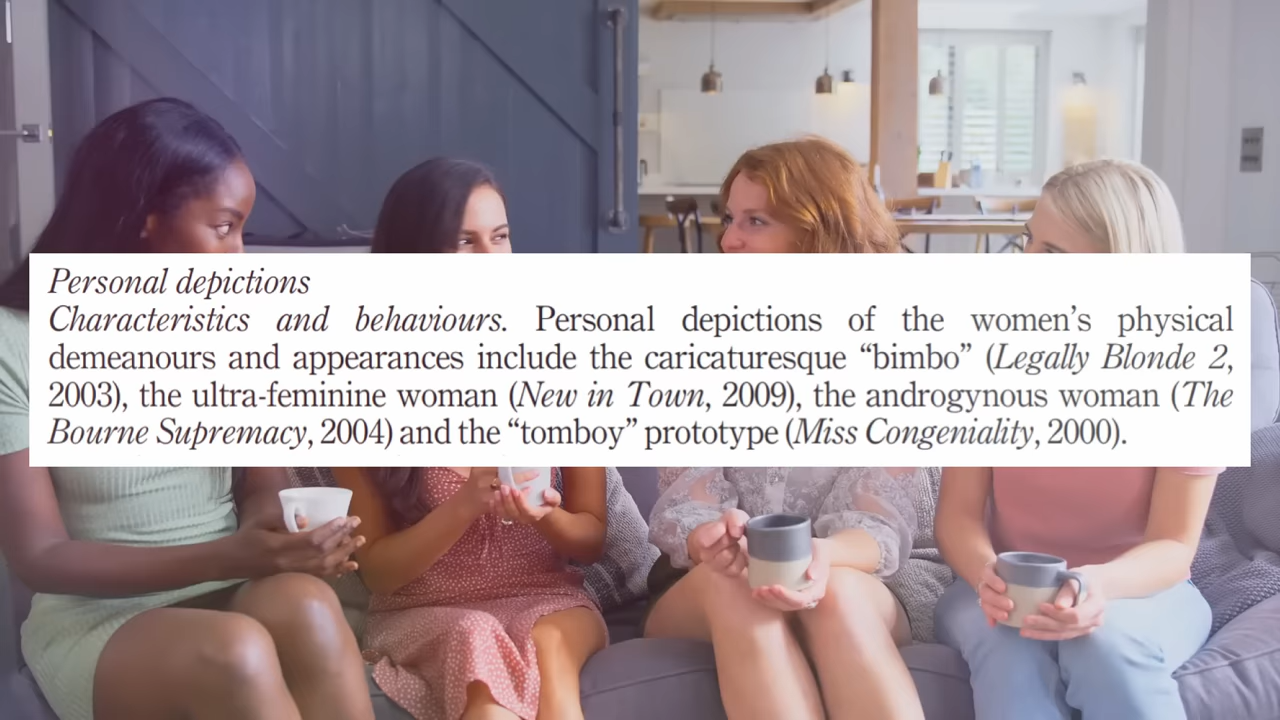 Personal depictions
Characteristics and behaviours. Personal depictions of the women’s physical
demeanours and appearances include the caricaturesque “bimbo” (Legally Blonde 2,
2003), the ultra-feminine woman (New in Town, 2009), the androgynous woman (The
Bourne Supremacy, 2004) and the “tomboy” prototype (Miss Congeniality, 2000).